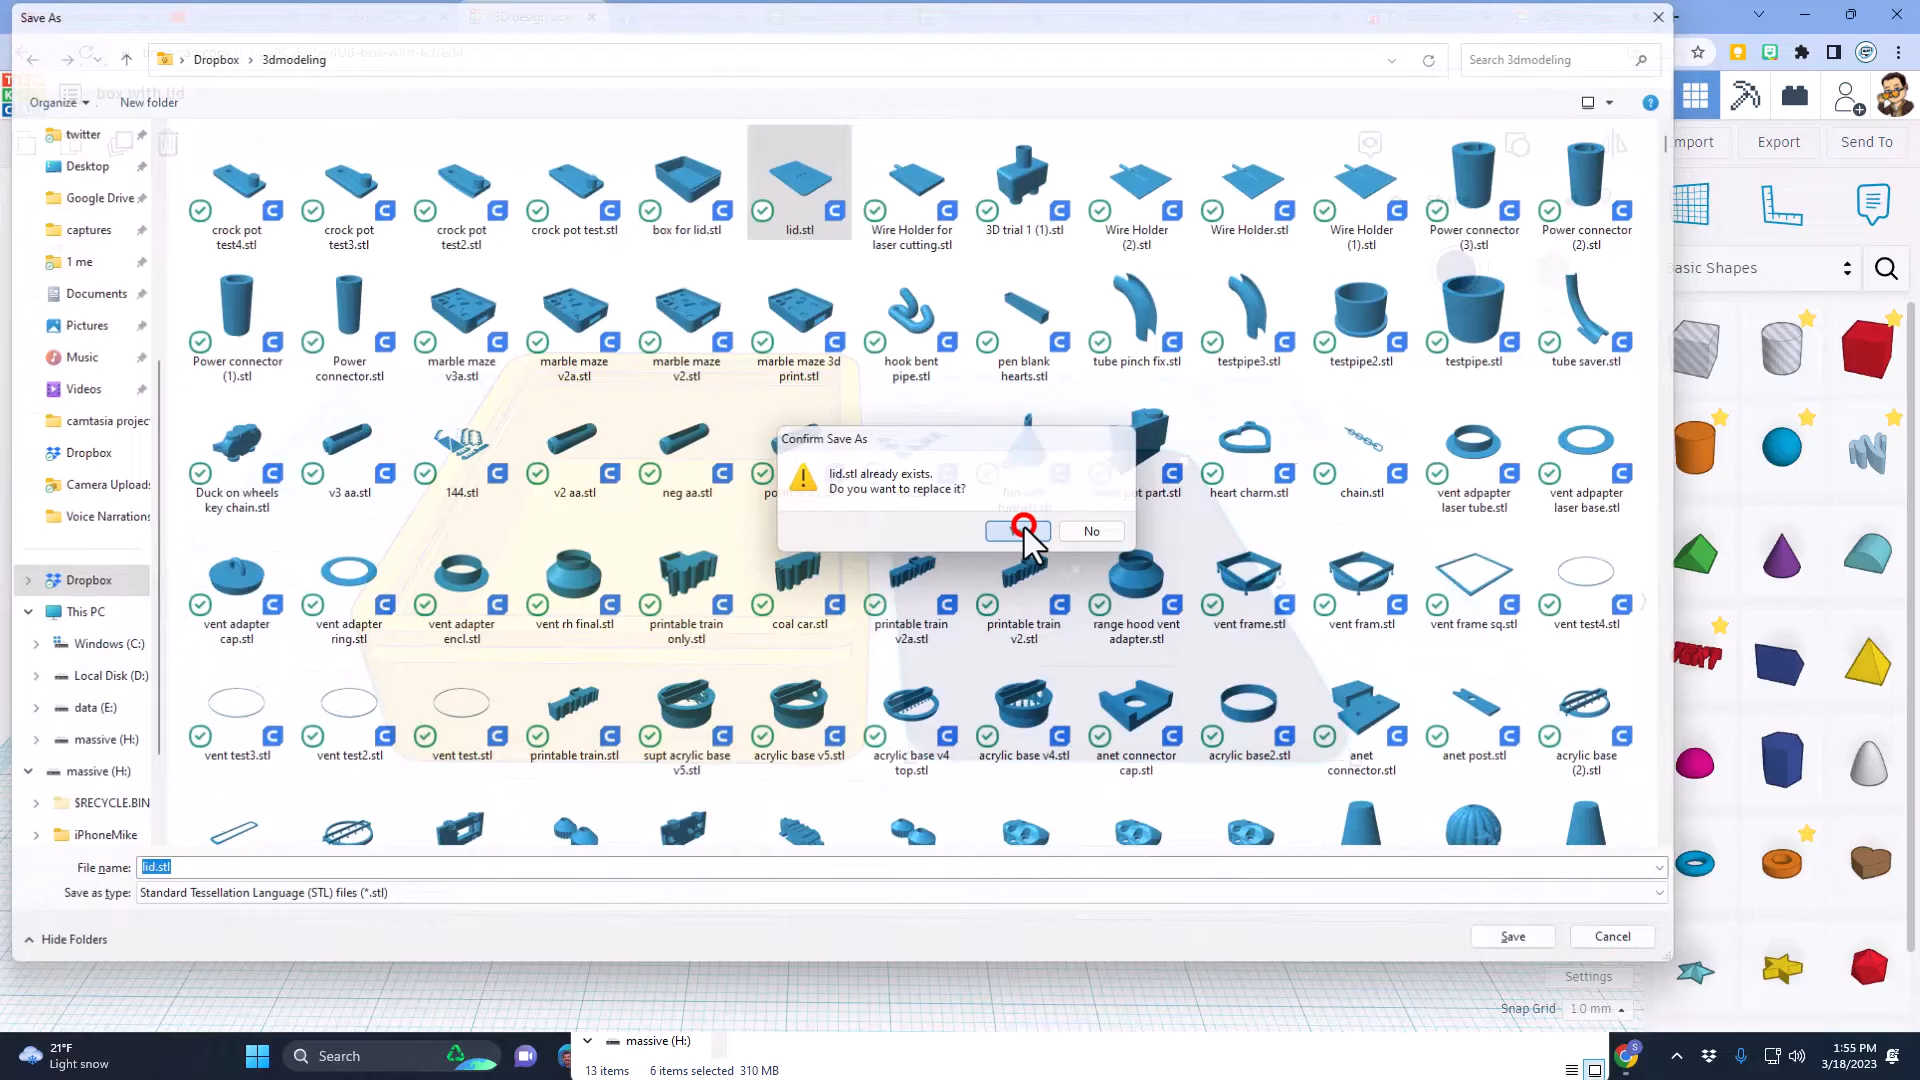 Save As
Dropbox
3dmodeling
Search 3dmodeling
Organize
New folder
box with lid
twitter
Desktop
Google Drive
captures
1 me
Documents
Pictures
Music
Videos
camtasia projec
Dropbox
Camera Uploads
Voice Narrations
Dropbox
This PC
Windows (C:)
Local Disk (D:)
data (E:)
massive (H:)
massive (H:)
$RECYCLE.BIN
iPhoneMike
crock pot test4.stl
crock pot test3.stl
crock pot test2.stl
crock pot test.stl
box for lid.stl
lid.stl
Wire Holder for laser cutting.stl
3D trial 1 (1).stl
Wire Holder (2).stl
Wire Holder.stl
Wire Holder (1).stl
Power connector (3).stl
Power connector (2).stl
Power connector (1).stl
Power connector.stl
marble maze v3a.stl
marble maze v2a.stl
marble maze v2.stl
marble maze 3d print.stl
hook bent pipe.stl
pen blank hearts.stl
tube pinch fix.stl
testpipe3.stl
testpipe2.stl
testpipe.stl
tube saver.stl
Duck on wheels key chain.stl
v3 aa.stl
144.stl
v2 aa.stl
neg aa.stl
pot part.stl
heart charm.stl
chain.stl
vent adpapter laser tube.stl
vent adpapter laser base.stl
Confirm Save As
lid.stl already exists.
Do you want to replace it?
No
vent adapter cap.stl
vent adapter ring.stl
vent adapter encl.stl
vent rh final.stl
printable train only.stl
coal car.stl
printable train v2a.stl
printable train v2.stl
range hood vent adapter.stl
vent frame.stl
vent fram.stl
vent frame sq.stl
vent test4.stl
vent test3.stl
vent test2.stl
vent test.stl
printable train.stl
supt acrylic base v5.stl
acrylic base v5.stl
acrylic base v4 top.stl
acrylic base v4.stl
anet connector cap.stl
acrylic base2.stl
anet connector.stl
anet post.stl
acrylic base (2).stl
File name:
lid.stl
Save as type:
Standard Tessellation Language (STL) files (*.stl)
Hide Folders
Save
Cancel
mport
Export
Send To
asic Shapes
Settings
Snap Grid
1.0 mm
21°F
Light snow
Search
massive (H:)
13 items
6 items selected 310 MB
1:55 PM
3/18/2023